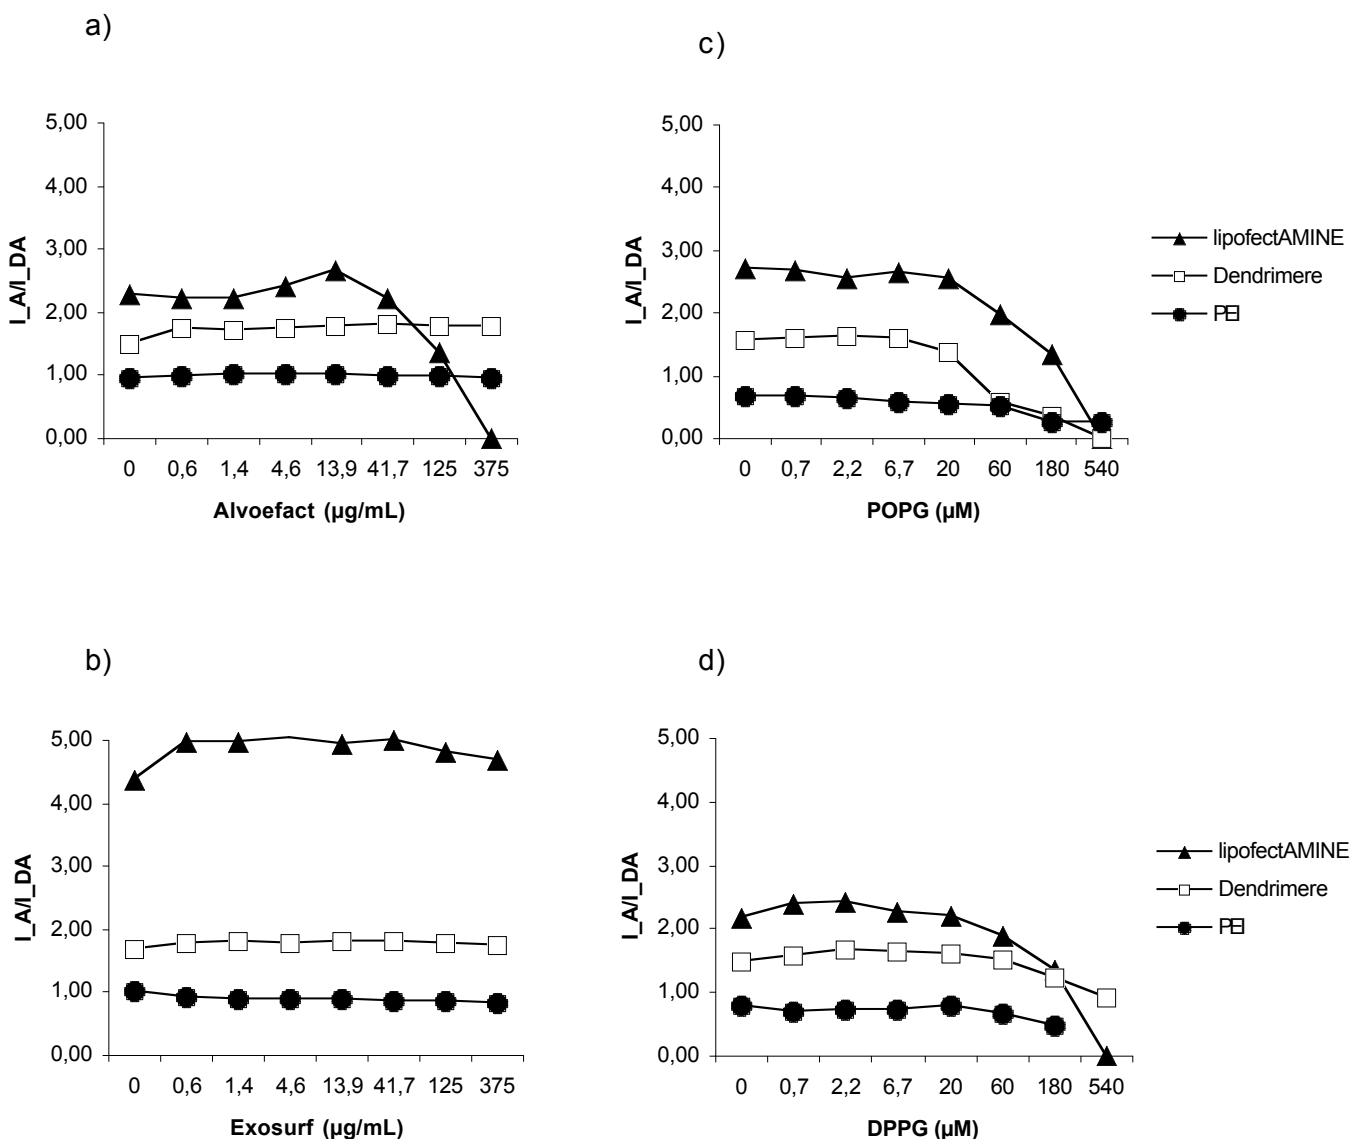 a)
5,00
4,00
3,00
2,00
1,00
0,00
I_A/I_DA
0 0,6 1,4 4,6 13,9 41,7 125 375
Alvoefact (µg/mL)
c)
5,00
4,00
3,00
2,00
1,00
0,00
I_A/I_DA
0 0,7 2,2 6,7 20 60 180 540
POPG (µM)
lipofectAMINE
Dendrimere
PEI
b)
5,00
4,00
3,00
2,00
1,00
0,00
I_A/I_DA
0 0,6 1,4 4,6 13,9 41,7 125 375
Exosurf (µg/mL)
d)
5,00
4,00
3,00
2,00
1,00
0,00
I_A/I_DA
0 0,7 2,2 6,7 20 60 180 540
DPPG (µM)
lipofectAMINE
Dendrimere
PEI